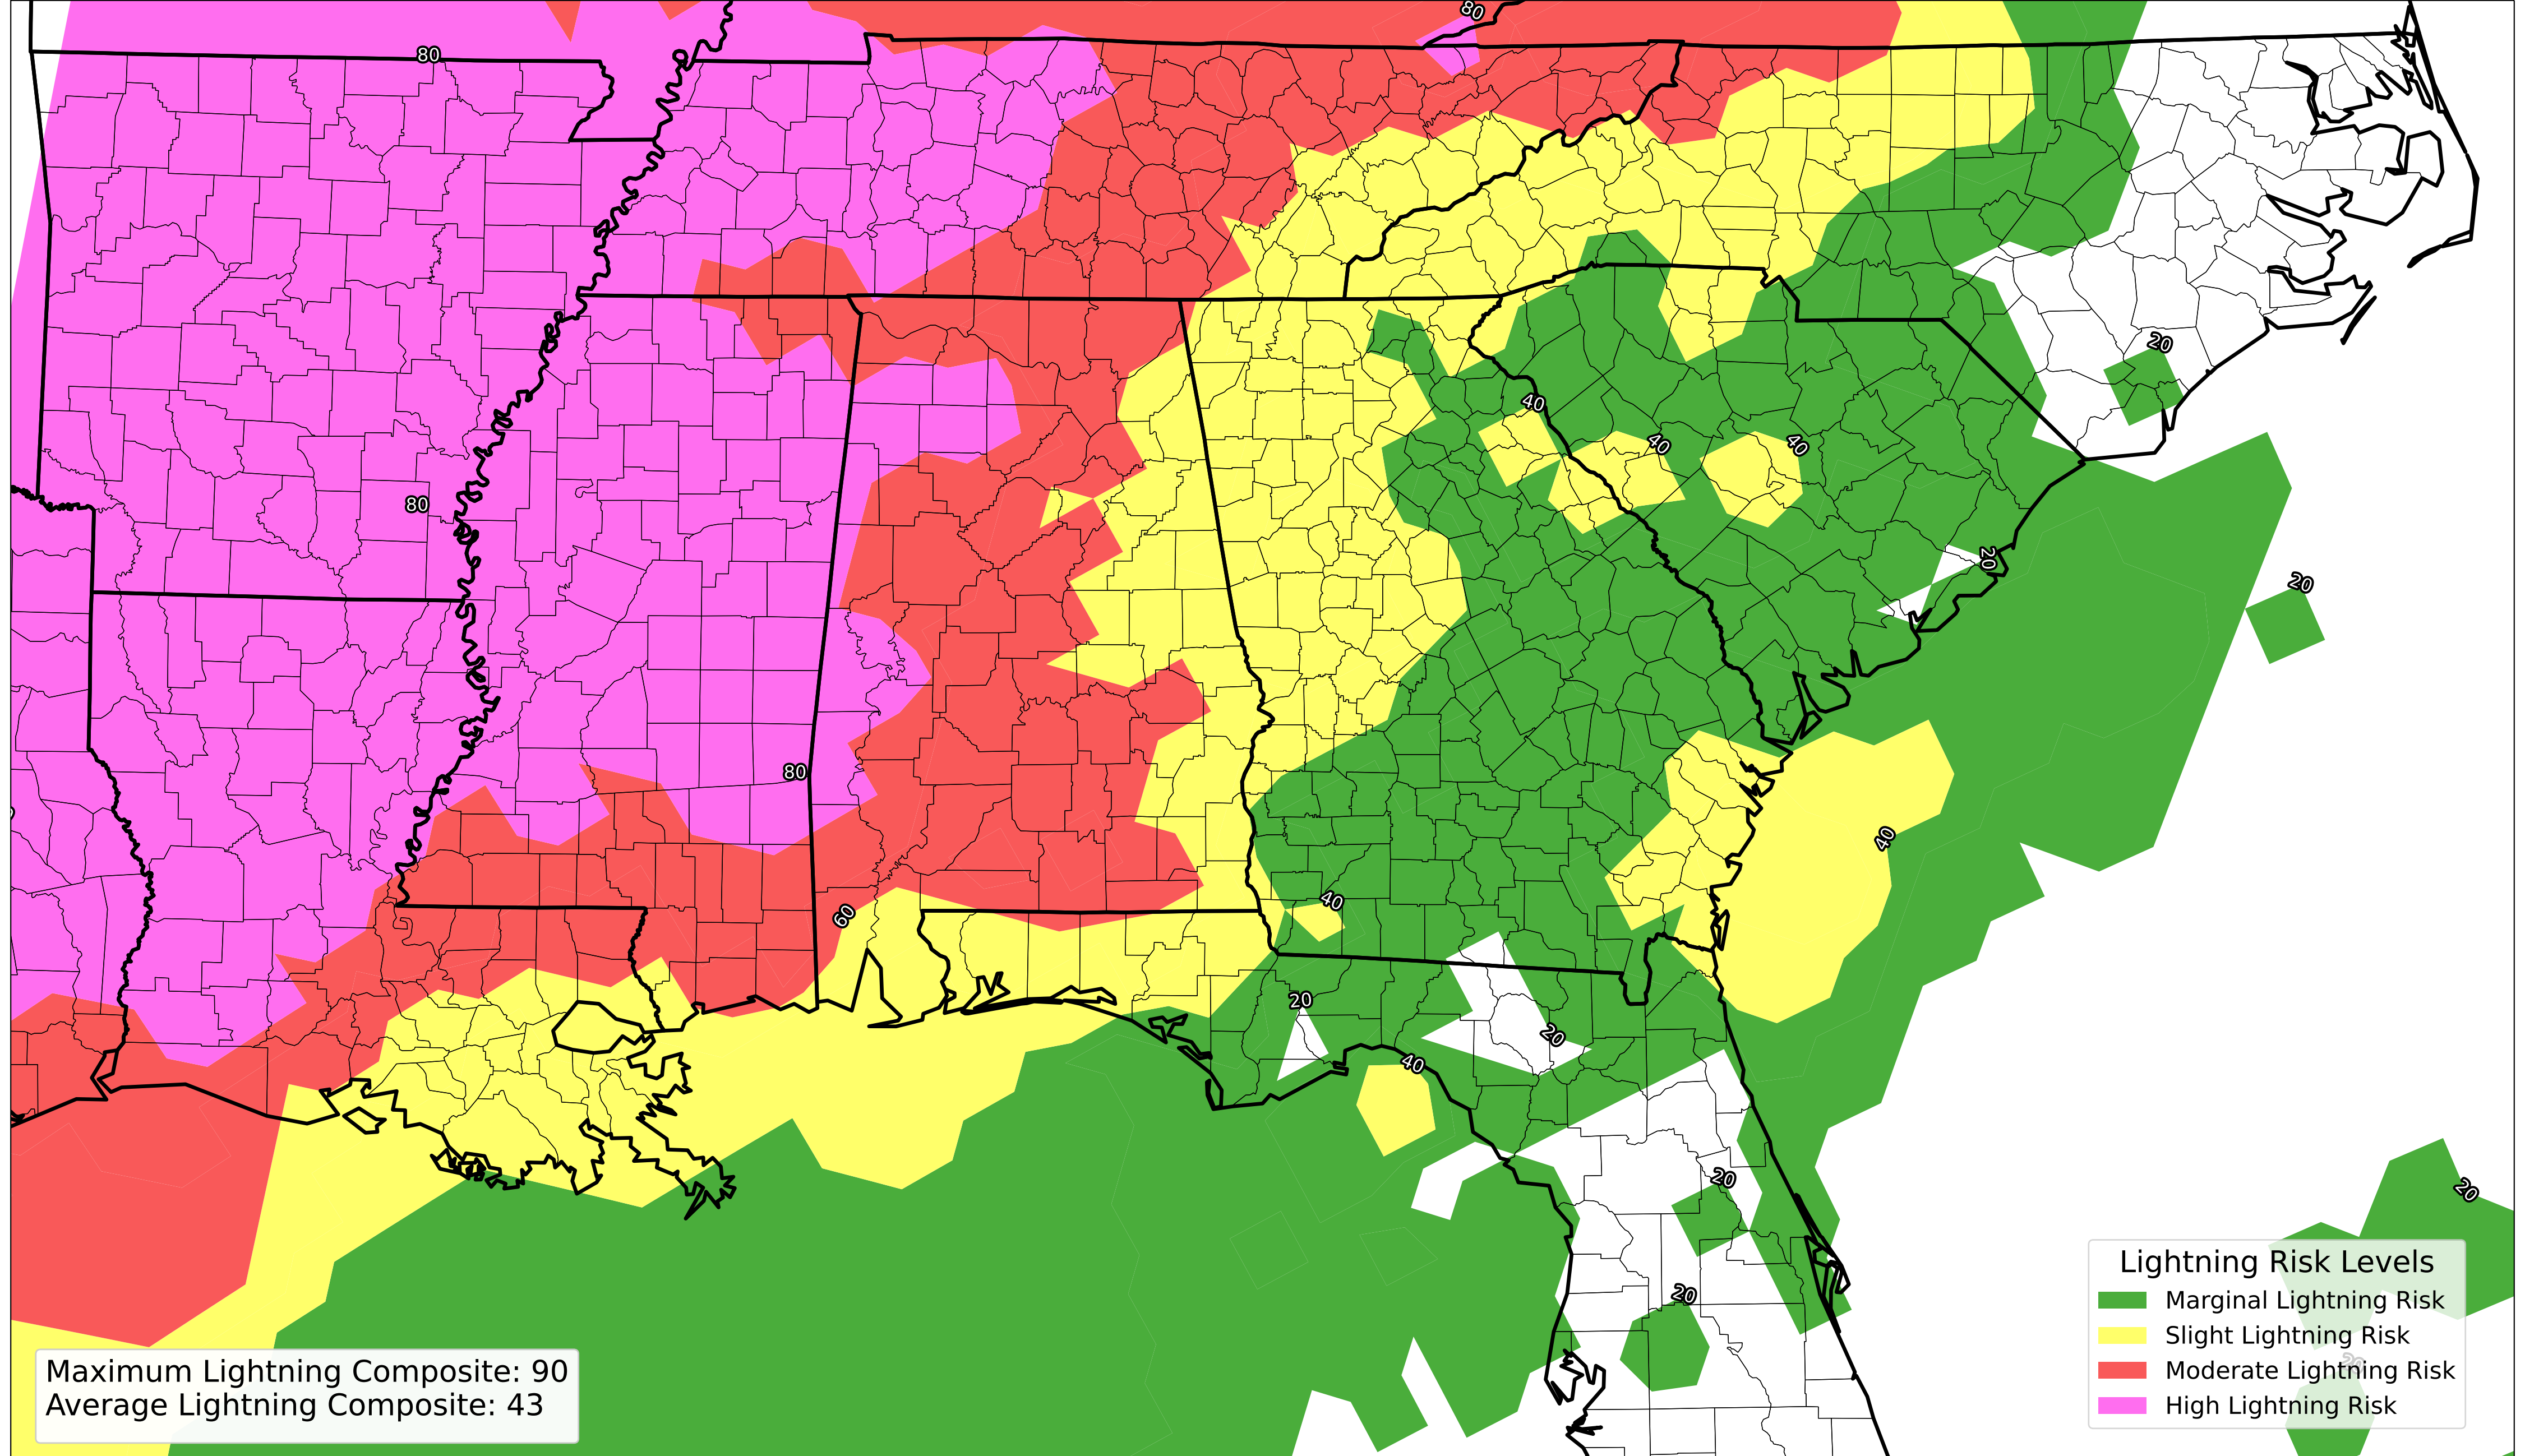 80
80
20
40
40
40
80
20
20
80
40
60
40
20
20
40
20
20
20
Lightning Risk Levels
Marginal Lightning Risk
Slight Lightning Risk
Moderate Lightning Risk
High Lightning Risk
20
Maximum Lightning Composite: 90
Average Lightning Composite: 43